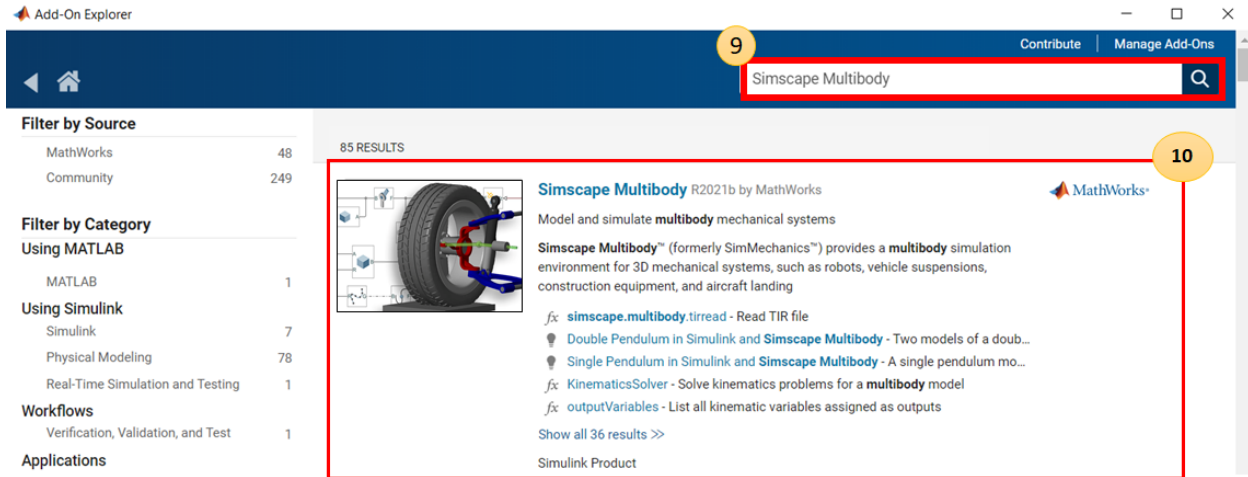 Add-On Explorer
9
Contribute
Manage Add-Ons
Simscape Multibody
Filter by Source
MathWorks 48
Community 249
Filter by Category
Using MATLAB
MATLAB 1
Using Simulink
Simulink 7
Physical Modeling 78
Real-Time Simulation and Testing 1
Workflows
Verification, Validation, and Test 1
Applications
85 RESULTS
10
Simscape Multibody R2021b by MathWorks
MathWorks®
Model and simulate multibody mechanical systems
Simscape Multibody™ (formerly SimMechanics™) provides a multibody simulation
environment for 3D mechanical systems, such as robots, vehicle suspensions,
construction equipment, and aircraft landing
fx simscape.multibody.tirread - Read TIR file
Double Pendulum in Simulink and Simscape Multibody - Two models of a doub...
Single Pendulum in Simulink and Simscape Multibody - A single pendulum mo...
fx KinematicsSolver - Solve kinematics problems for a multibody model
fx outputVariables - List all kinematic variables assigned as outputs
Show all 36 results >>
Simulink Product